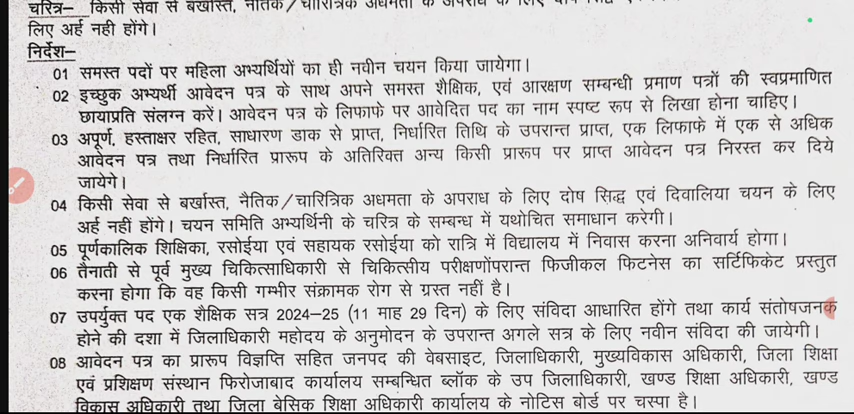 चरित्र– किसी सेवा से बर्खास्त, नैतिक/चारित्रिक अधमता के अपराध के लिए दोष सिद्ध
लिए अर्ह नही होंगे।
निर्देश–
01 समस्त पदों पर महिला अभ्यर्थियों का ही नवीन चयन किया जायेगा।
02 इच्छुक अभ्यर्थी आवेदन पत्र के साथ अपने समस्त शैक्षिक, एवं आरक्षण सम्बन्धी प्रमाण पत्रों की स्वप्रमाणित
छायाप्रति संलग्न करें। आवेदन पत्र के लिफाफे पर आवेदित पद का नाम स्पष्ट रूप से लिखा होना चाहिए।
03 अपूर्ण, हस्ताक्षर रहित, साधारण डाक से प्राप्त, निर्धारित तिथि के उपरान्त प्राप्त, एक लिफाफे में एक से अधिक
आवेदन पत्र तथा निर्धारित प्रारूप के अतिरिक्त अन्य किसी प्रारूप पर प्राप्त आवेदन पत्र निरस्त कर दिये
जायेगे।
04 किसी सेवा से बर्खास्त, नैतिक/चारित्रिक अधमता के अपराध के लिए दोष सिद्ध एवं दिवालिया चयन के लिए
अर्ह नहीं होंगे। चयन समिति अभ्यर्थिनी के चरित्र के सम्बन्ध में यथोचित समाधान करेगी।
05 पूर्णकालिक शिक्षिका, रसोईया एवं सहायक रसोईया को रात्रि में विद्यालय में निवास करना अनिवार्य होगा।
06 तैनाती से पूर्व मुख्य चिकित्साधिकारी से चिकित्सीय परीक्षणोंपरान्त फिजीकल फिटनेस का सर्टिफिकेट प्रस्तुत
करना होगा कि वह किसी गम्भीर संक्रामक रोग से ग्रस्त नहीं है।
07 उपर्युक्त पद एक शैक्षिक सत्र 2024–25 (11 माह 29 दिन) के लिए संविदा आधारित होंगे तथा कार्य संतोषजनक
होने की दशा में जिलाधिकारी महोदय के अनुमोदन के उपरान्त अगले सत्र के लिए नवीन संविदा की जायेगी।
08 आवेदन पत्र का प्रारूप विज्ञप्ति सहित जनपद की वेबसाइट, जिलाधिकारी, मुख्यविकास अधिकारी, जिला शिक्षा
एवं प्रशिक्षण संस्थान फिरोजाबाद कार्यालय सम्बन्धित ब्लॉक के उप जिलाधिकारी, खण्ड शिक्षा अधिकारी, खण्ड
विकास अधिकारी तथा जिला बेसिक शिक्षा अधिकारी कार्यालय के नोटिस बोर्ड पर चस्पा है।